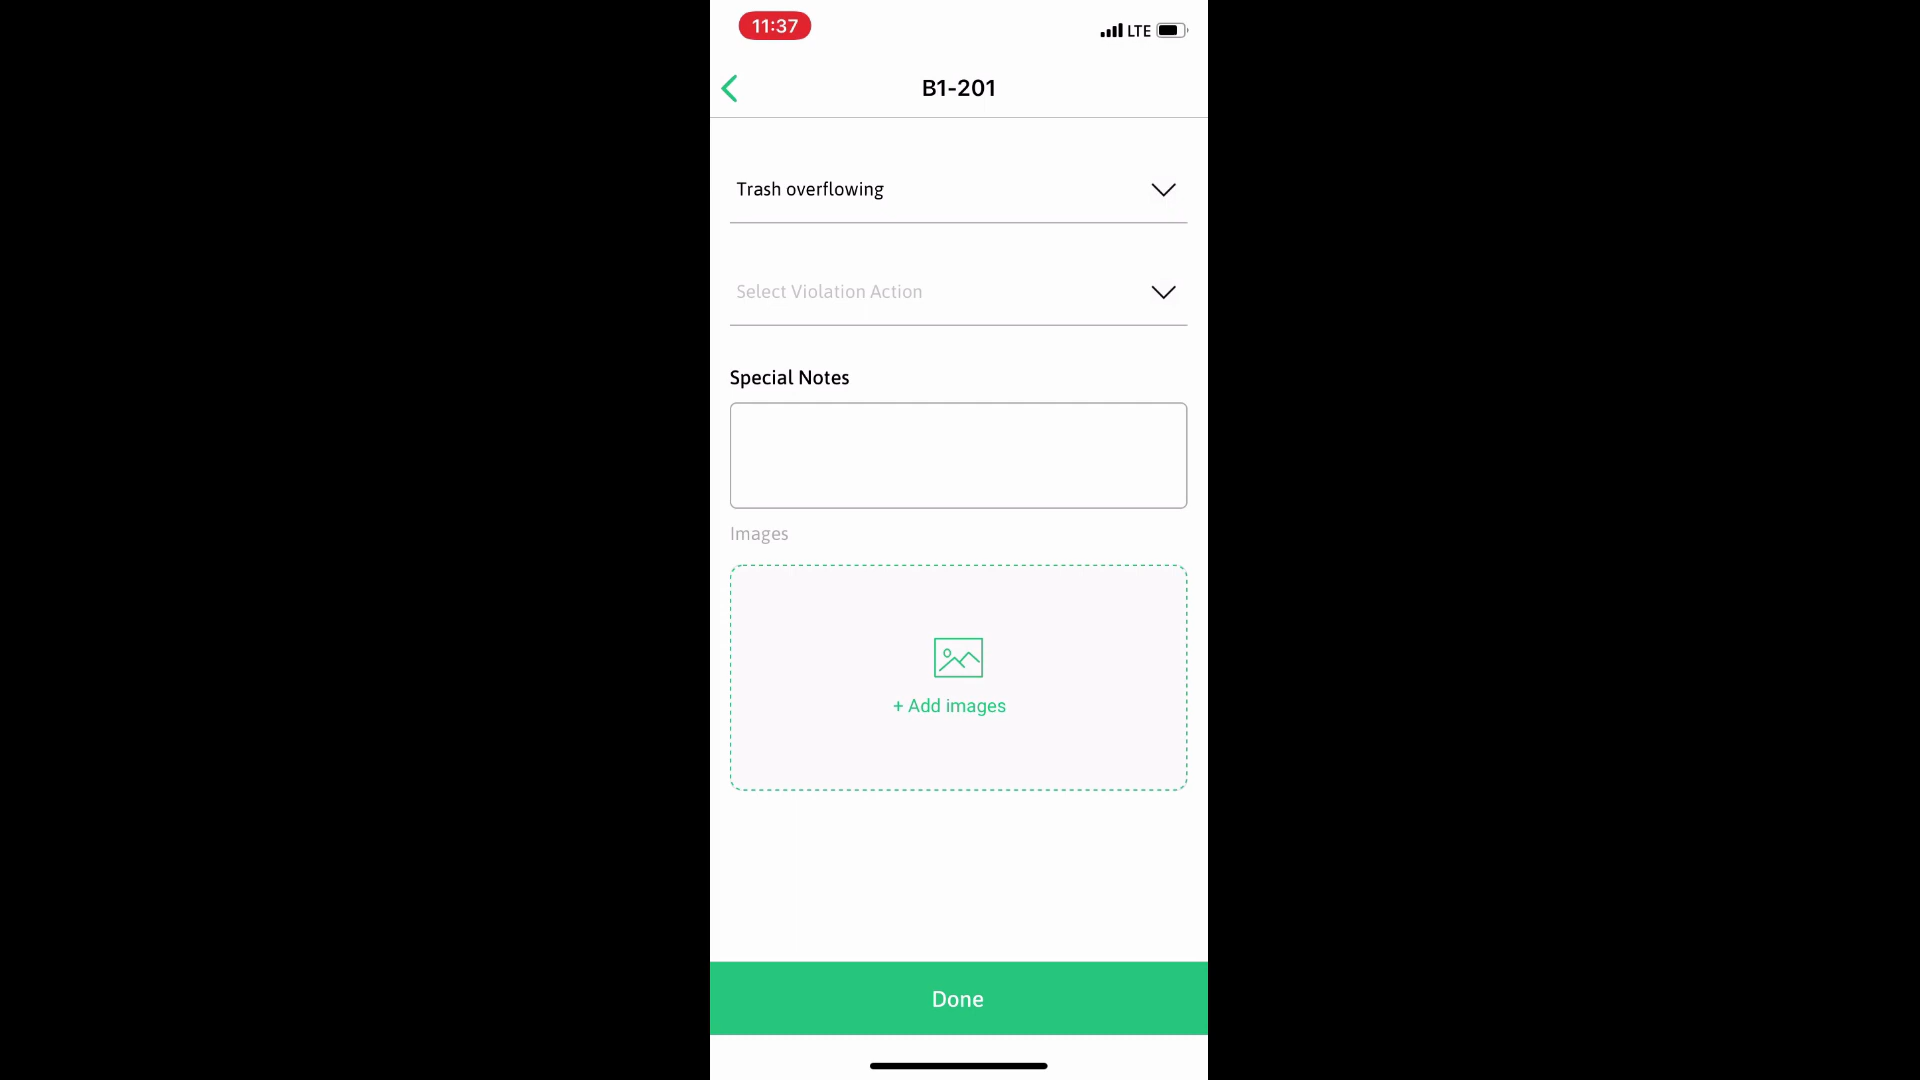 11:37
LTE
B1-201
Trash overflowing
Select Violation Action
Special Notes
Images
+ Add images
Done